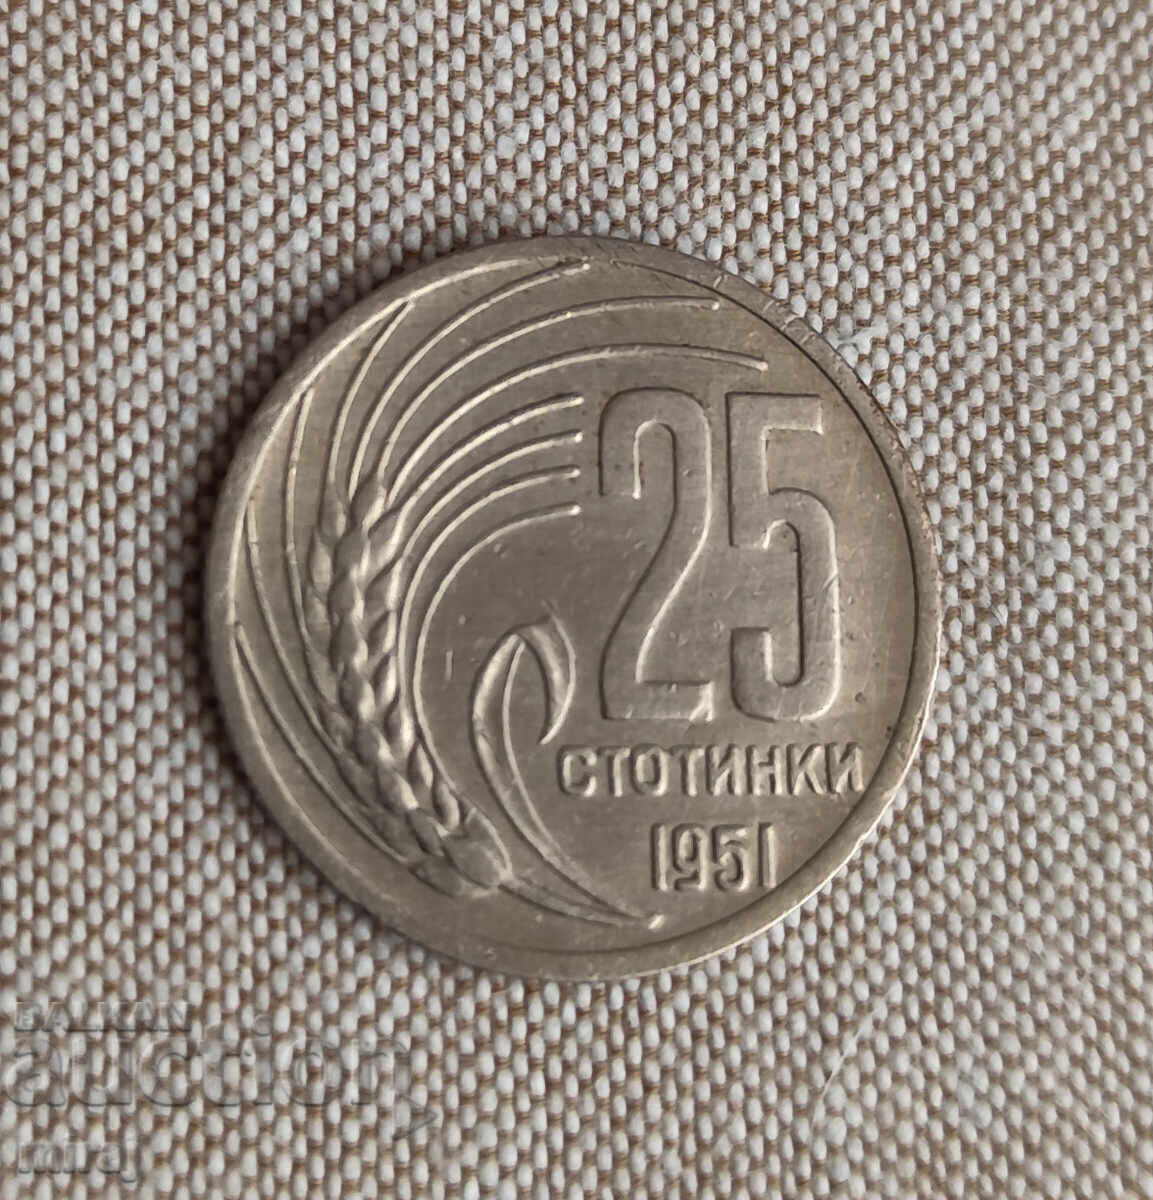 25
СТОТИНКИ
1951
BALKAN
auction
miraj